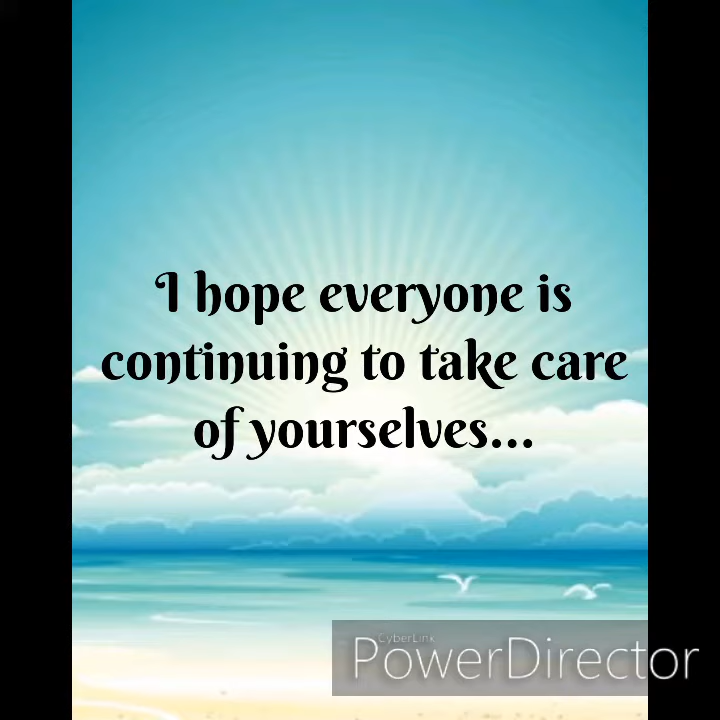 I hope everyone is
continuing to take care
of yourselves...
CyberLink
PowerDirector